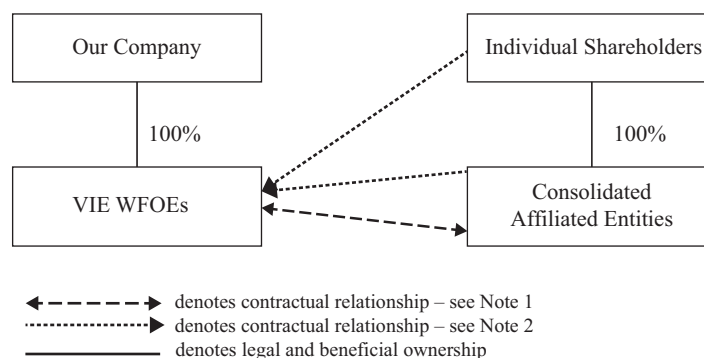 Our Company
Individual Shareholders
100%
100%
VIE WFOEs
Consolidated
Affiliated Entities
denotes contractual relationship – see Note 1
denotes contractual relationship – see Note 2
denotes legal and beneficial ownership